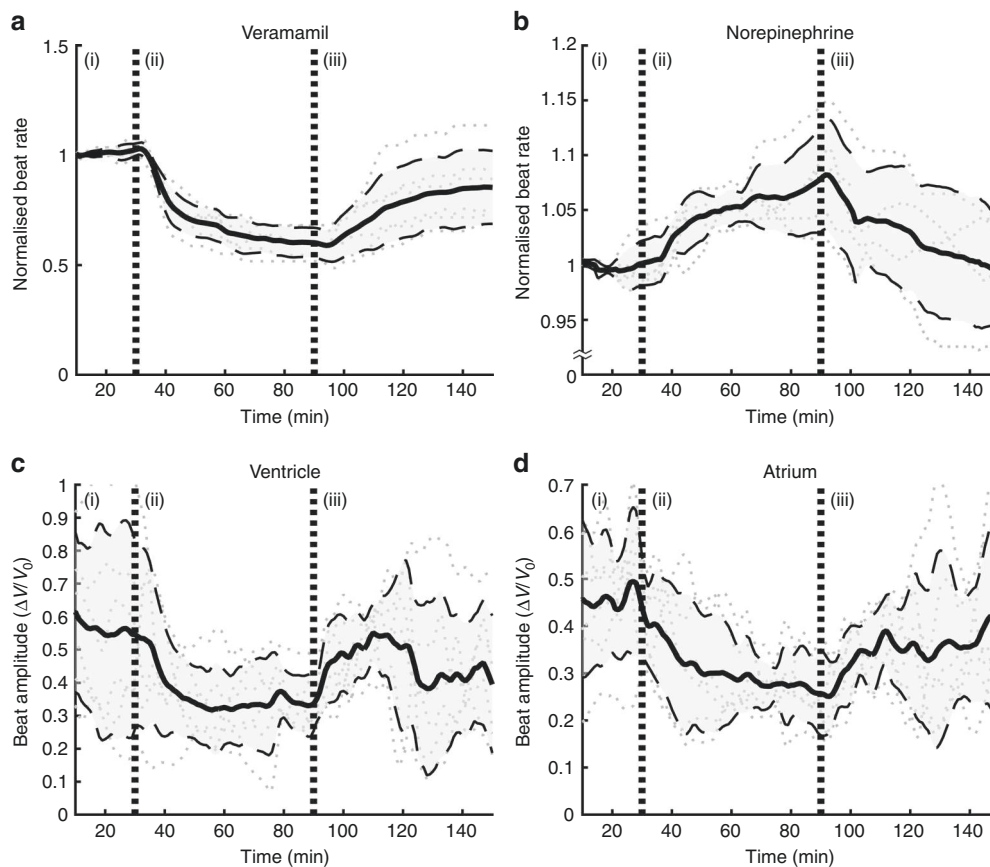 a
Veramamil
1.5
1
0.5
0
(i)
(ii)
(iii)
Normalised beat rate
20 40 60 80 100 120 140
Time (min)
b
Norepinephrine
1.2
1.15
1.1
1.05
1
0.95
0
(i)
(ii)
(iii)
Normalised beat rate
20 40 60 80 100 120 140
Time (min)
c
Ventricle
1
0.9
0.8
0.7
0.6
0.5
0.4
0.3
0.2
0.1
0
(i)
(ii)
(iii)
Beat amplitude (ΔV/V0)
20 40 60 80 100 120 140
Time (min)
d
Atrium
0.7
0.6
0.5
0.4
0.3
0.2
0.1
0
(i)
(ii)
(iii)
Beat amplitude (ΔV/V0)
20 40 60 80 100 120 140
Time (min)